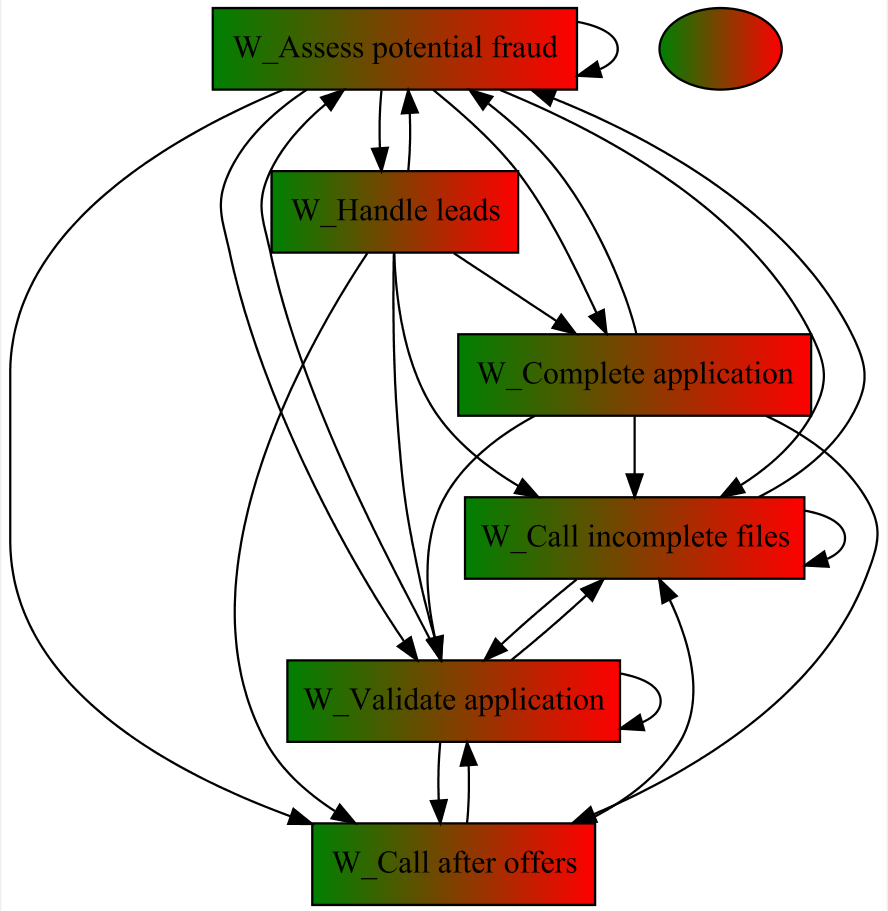 W_Assess potential fraud
W_Handle leads
W_Complete application
W_Call incomplete files
W_Validate application
W_Call after offers